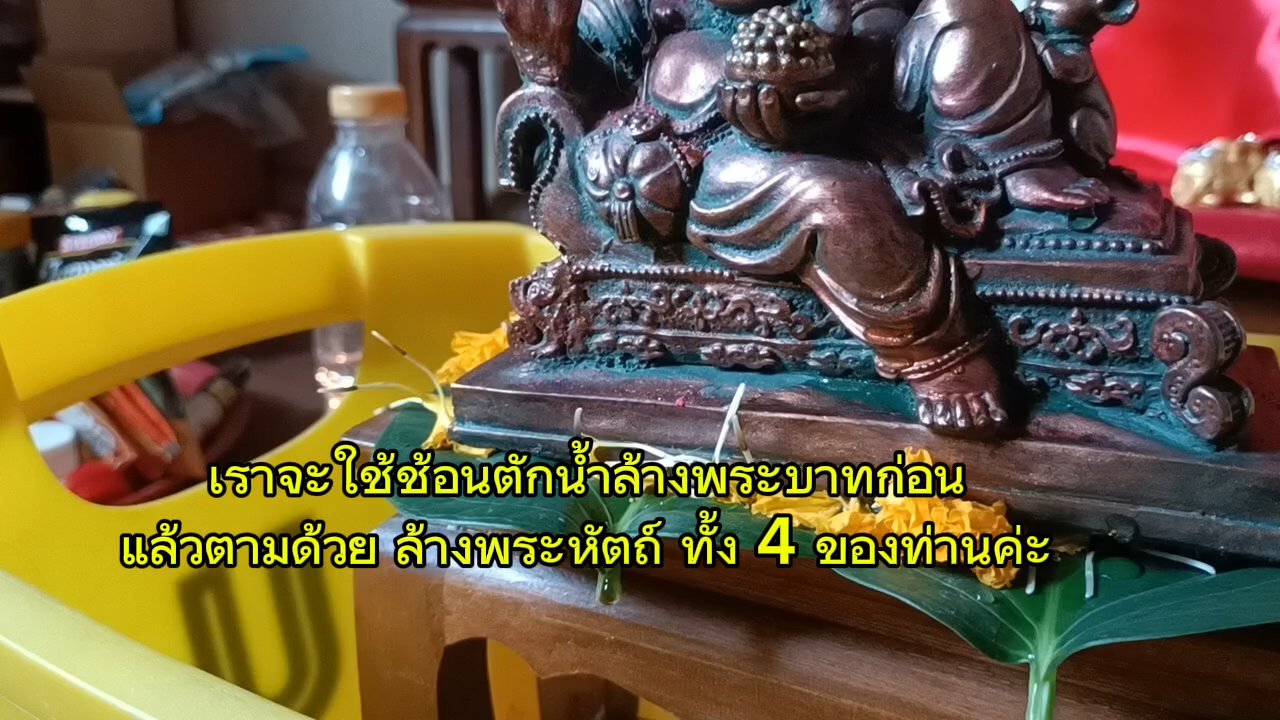 เราจะใช้ช้อนตักน้ำล้างพระบาทก่อน
แล้วตามด้วย ล้างพระหัตถ์ ทั้ง 4 ของท่านค่ะ